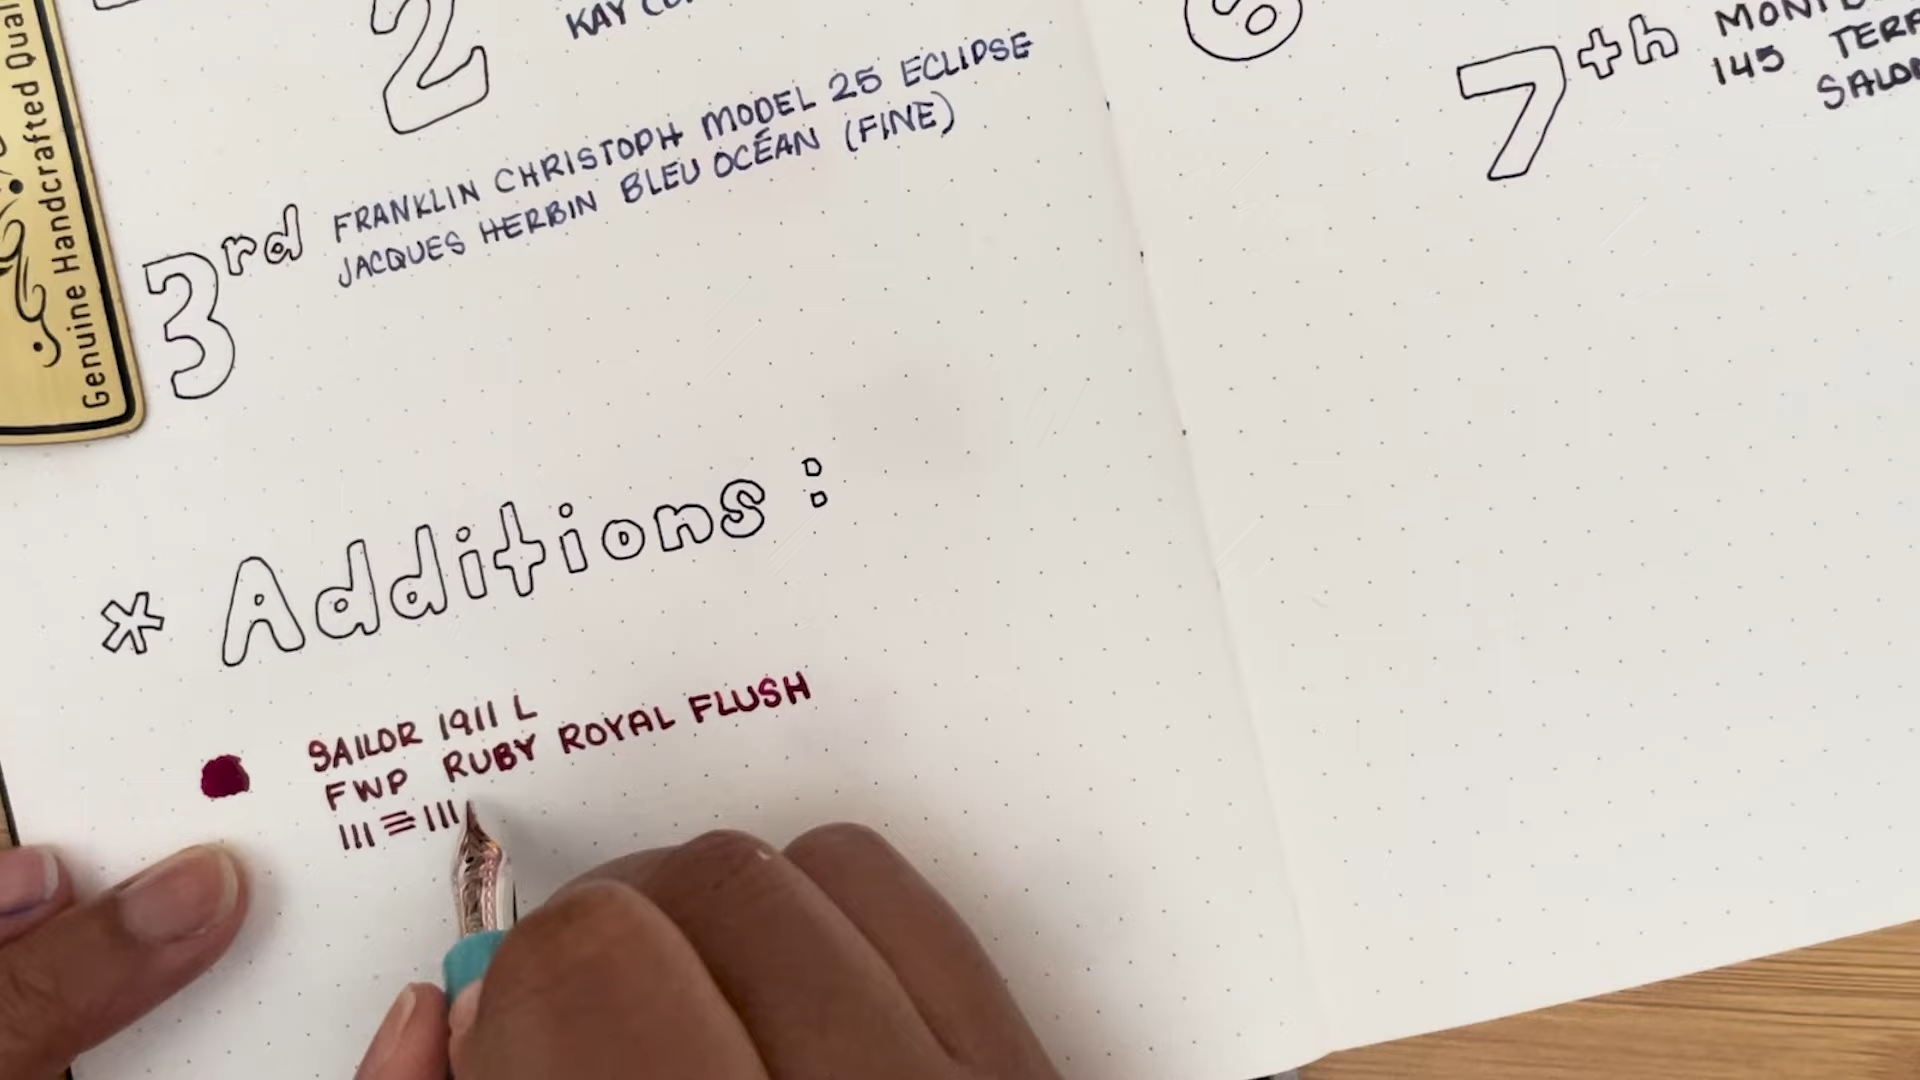 Genuine Handcrafted
2
KAY
3rd
FRANKLIN CHRISTOPH MODEL 25 ECLIPSE
JACQUES HERBIN BLEU OCÉAN (FINE)
* Additions:
SAILOR 1911 L
FWP RUBY ROYAL FLUSH
7th
145